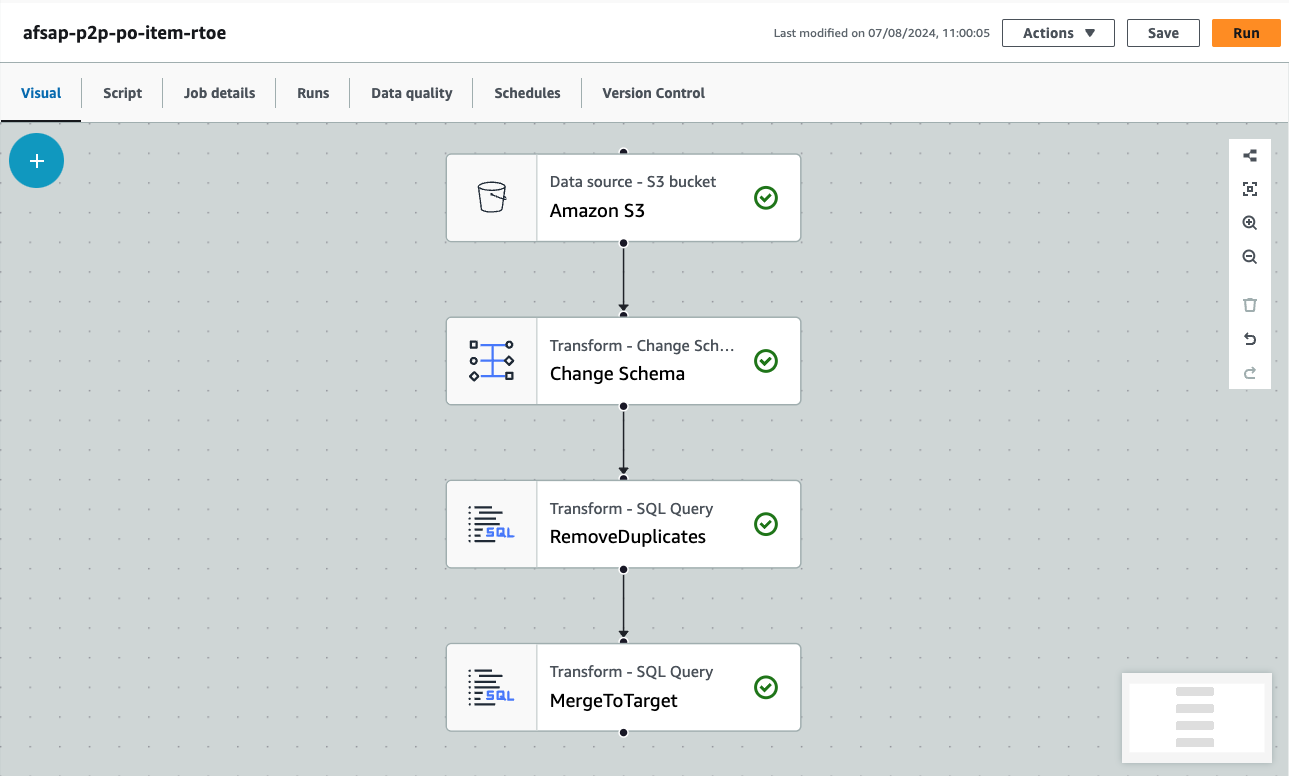 afsap-p2p-po-item-rtoe
Last modified on 07/08/2024, 11:00:05
Actions
Save
Run
Visual
Script
Job details
Runs
Data quality
Schedules
Version Control
Data source - S3 bucket
Amazon S3
Transform - Change Sch...
Change Schema
SQL
Transform - SQL Query
RemoveDuplicates
SQL
Transform - SQL Query
MergeToTarget